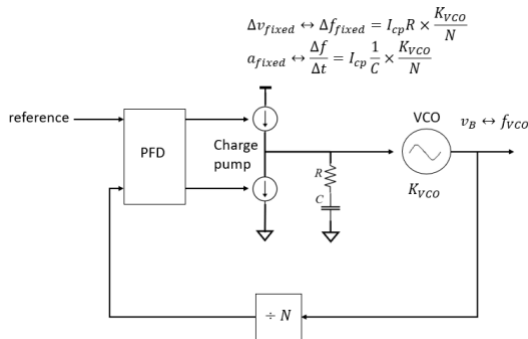 Δv_fixed ↔ Δf_fixed = I_cp R × K_VCO/N
a_fixed ↔ Δf/Δt = I_cp 1/C × K_VCO/N
reference
PFD
Charge
pump
R
C
VCO
K_VCO
v_B ↔ f_VCO
÷ N